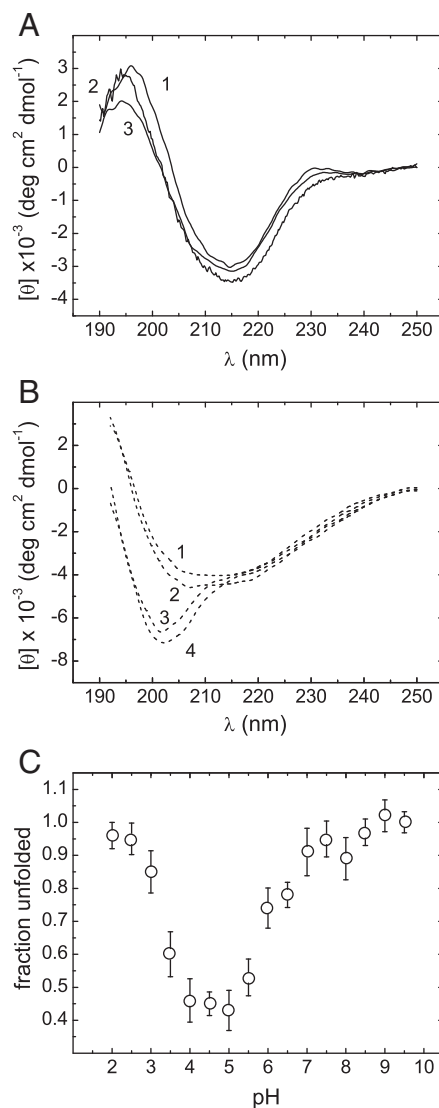 A
3
2
1
0
-1
-2
-3
-4
[θ] x10⁻³ (deg cm² dmol⁻¹)
2
1
3
190 200 210 220 230 240 250
λ (nm)
B
2
0
-2
-4
-6
-8
[θ] x 10⁻³ (deg cm² dmol⁻¹)
1
2
3
4
190 200 210 220 230 240 250
λ (nm)
C
1.1
1.0
0.9
0.8
0.7
0.6
0.5
0.4
fraction unfolded
2 3 4 5 6 7 8 9 10
pH